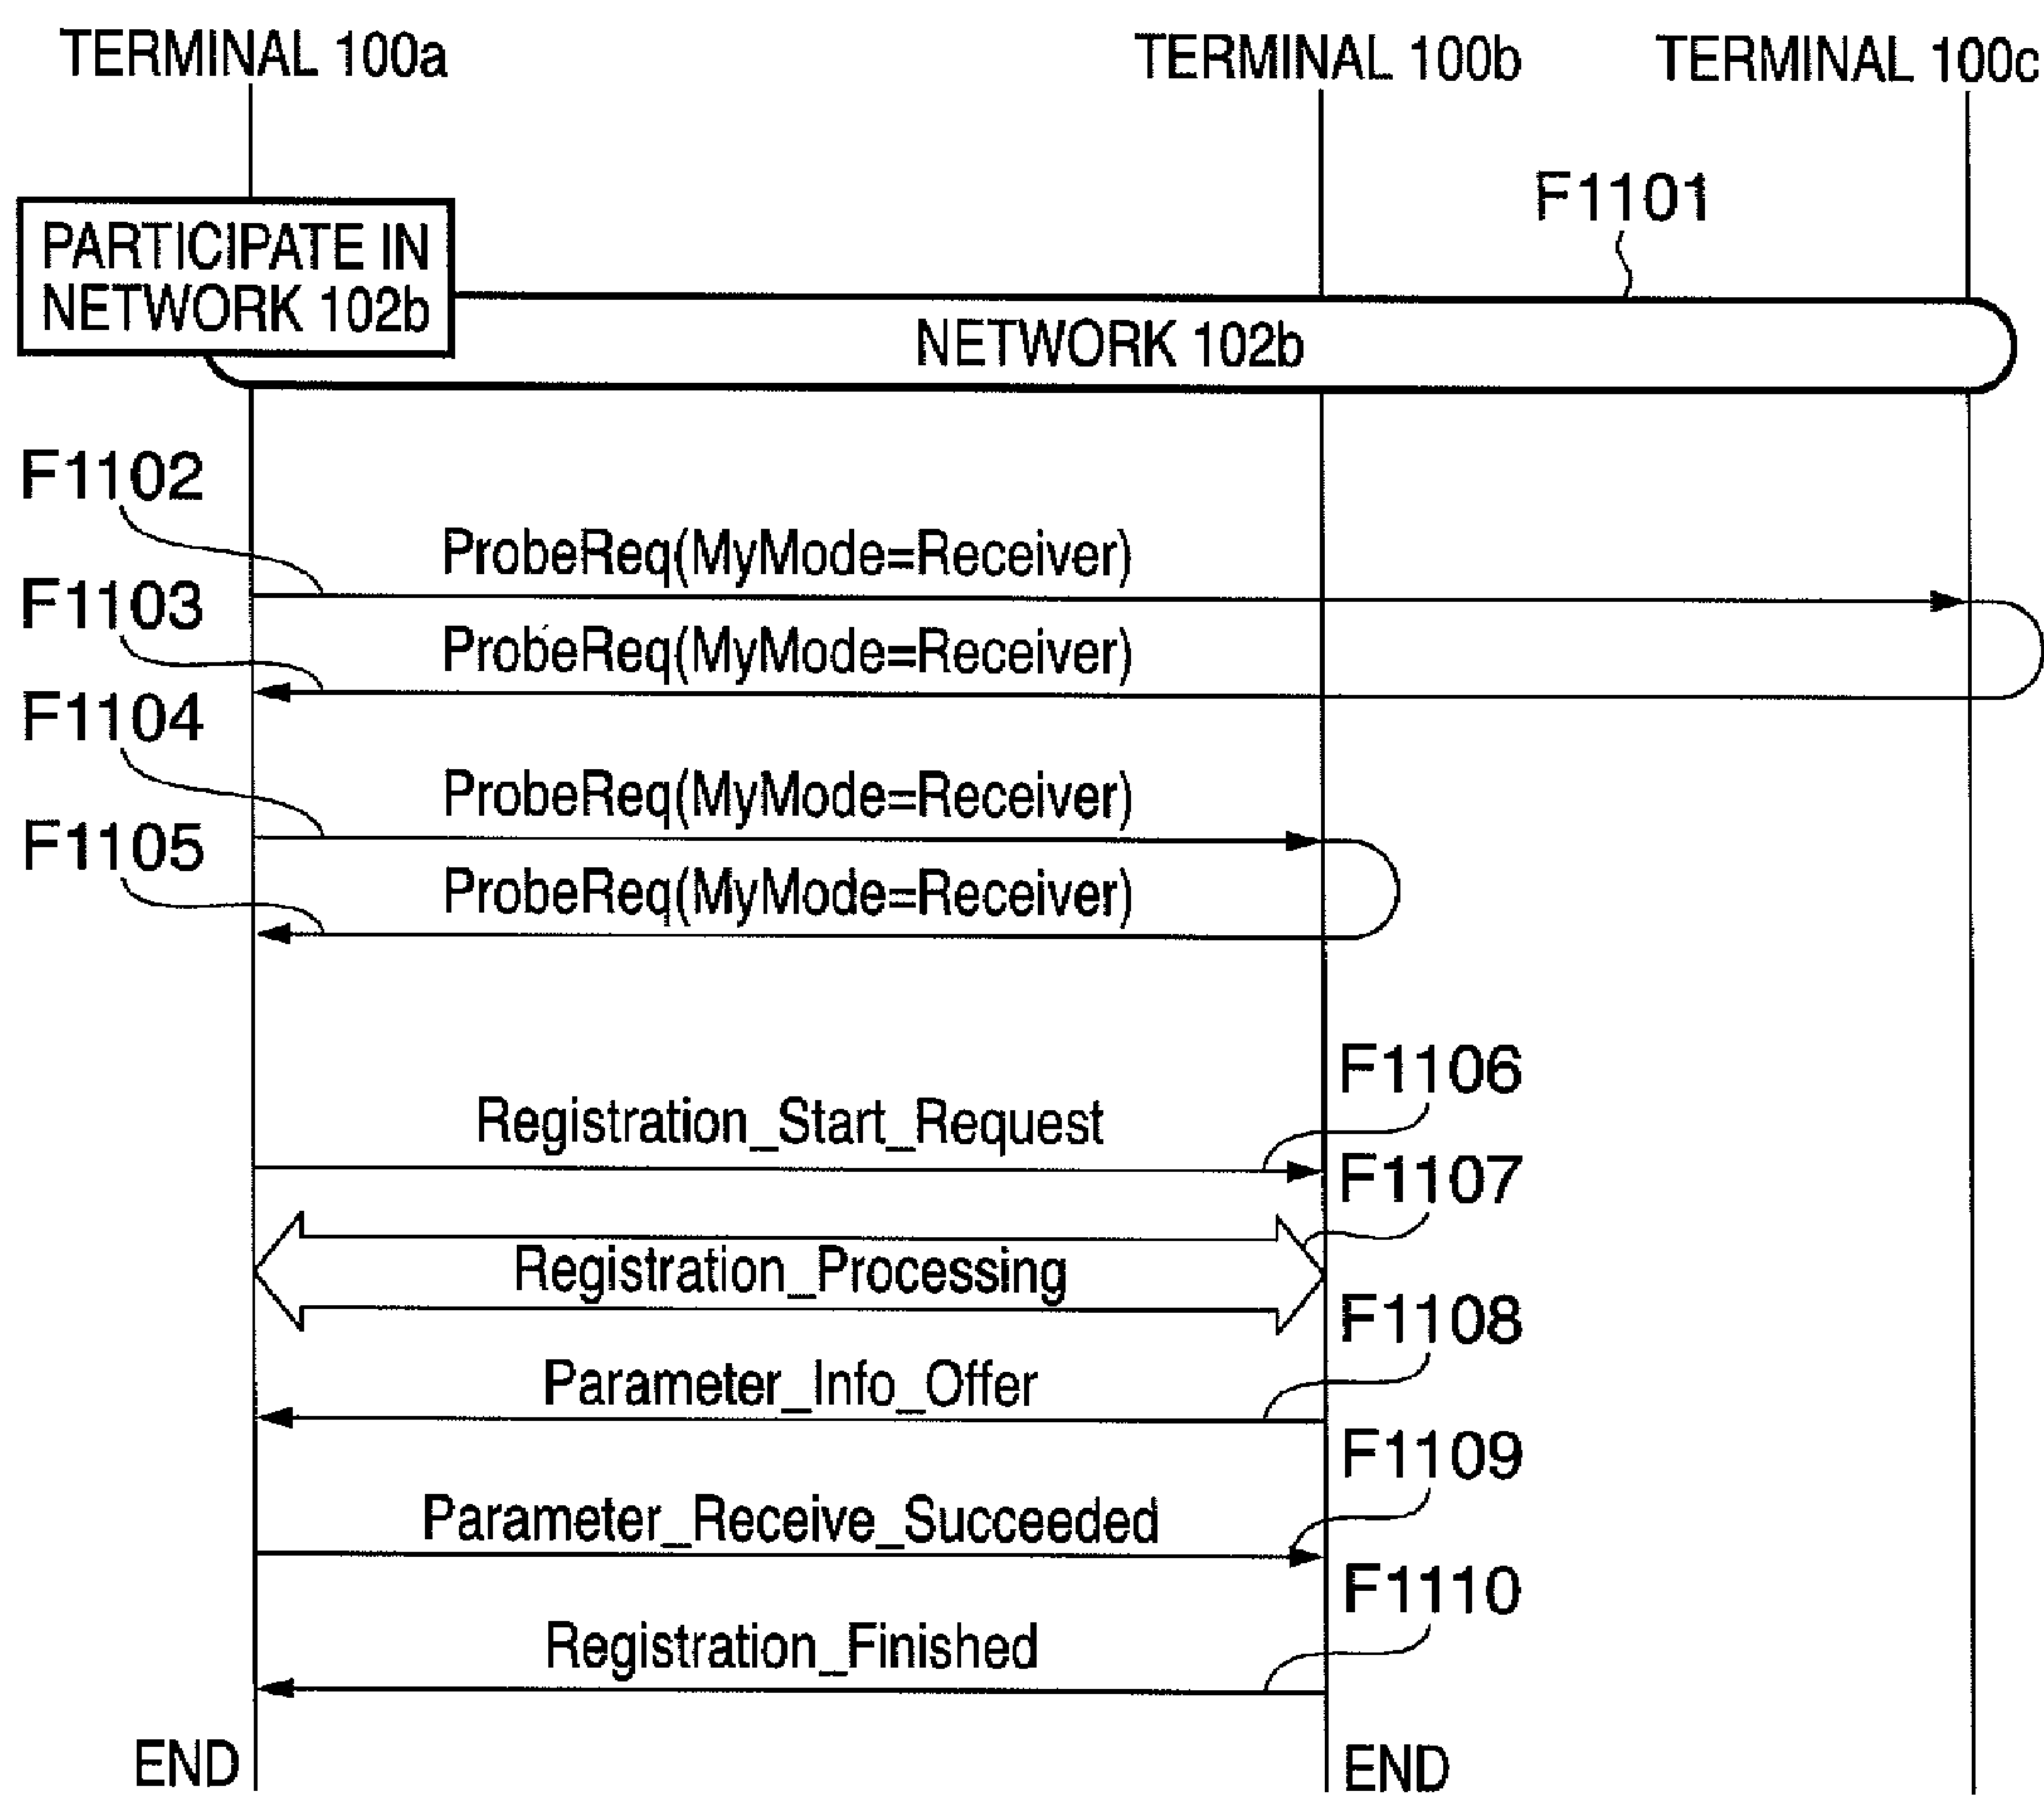 TERMINAL 100a
TERMINAL 100b
TERMINAL 100c
F1101
PARTICIPATE IN
NETWORK 102b
NETWORK 102b
F1102
ProbeReq(MyMode=Receiver)
F1103
ProbeReq(MyMode=Receiver)
F1104
ProbeReq(MyMode=Receiver)
F1105
ProbeReq(MyMode=Receiver)
F1106
Registration_Start_Request
F1107
Registration_Processing
F1108
Parameter_Info_Offer
F1109
Parameter_Receive_Succeeded
F1110
Registration_Finished
END
END